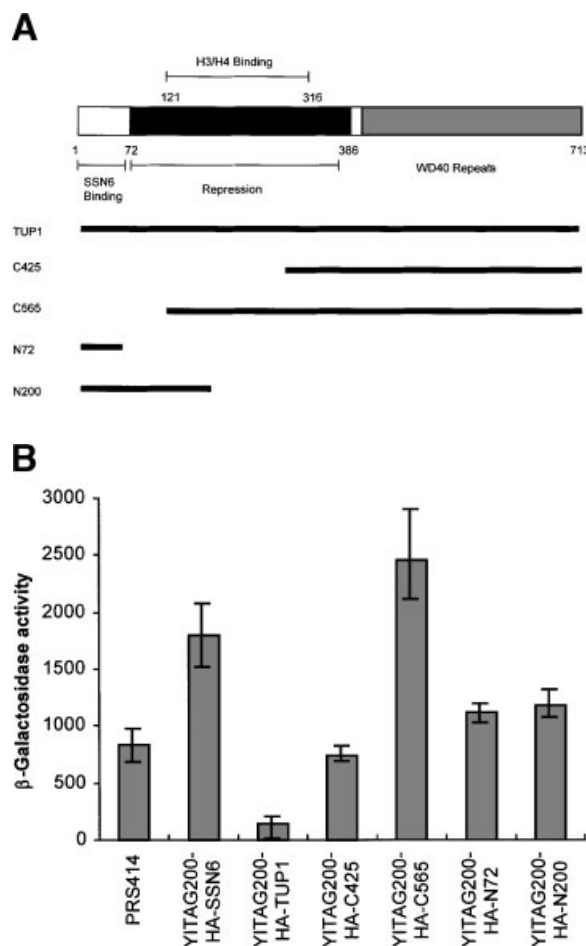 A
H3/H4 Binding
121 316
1 72 386 713
SSN6
Binding
Repression
WD40 Repeats
TUP1
C425
C565
N72
N200
B
β-Galactosidase activity
3000
2500
2000
1500
1000
500
0
PRS414
YITAG200-
HA-SSN6
YITAG200-
HA-TUP1
YITAG200-
HA-C425
YITAG200-
HA-C565
YITAG200-
HA-N72
YITAG200-
HA-N200